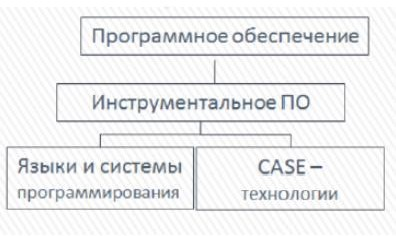 Программное обеспечение
Инструментальное ПО
Языки и системы
программирования
CASE –
технологии